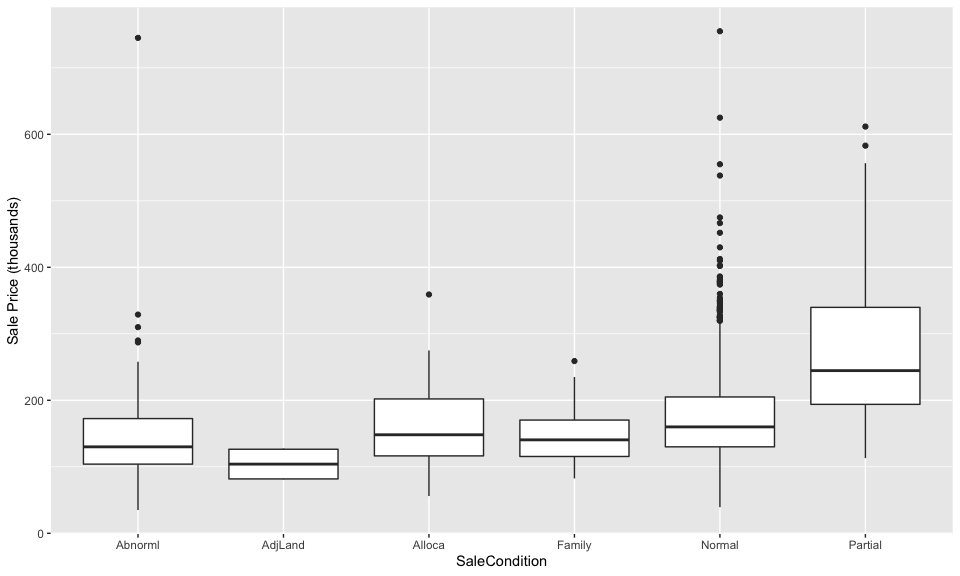 Sale Price (thousands)
600
400
200
0
Abnorml AdjLand Alloca Family Normal Partial
SaleCondition